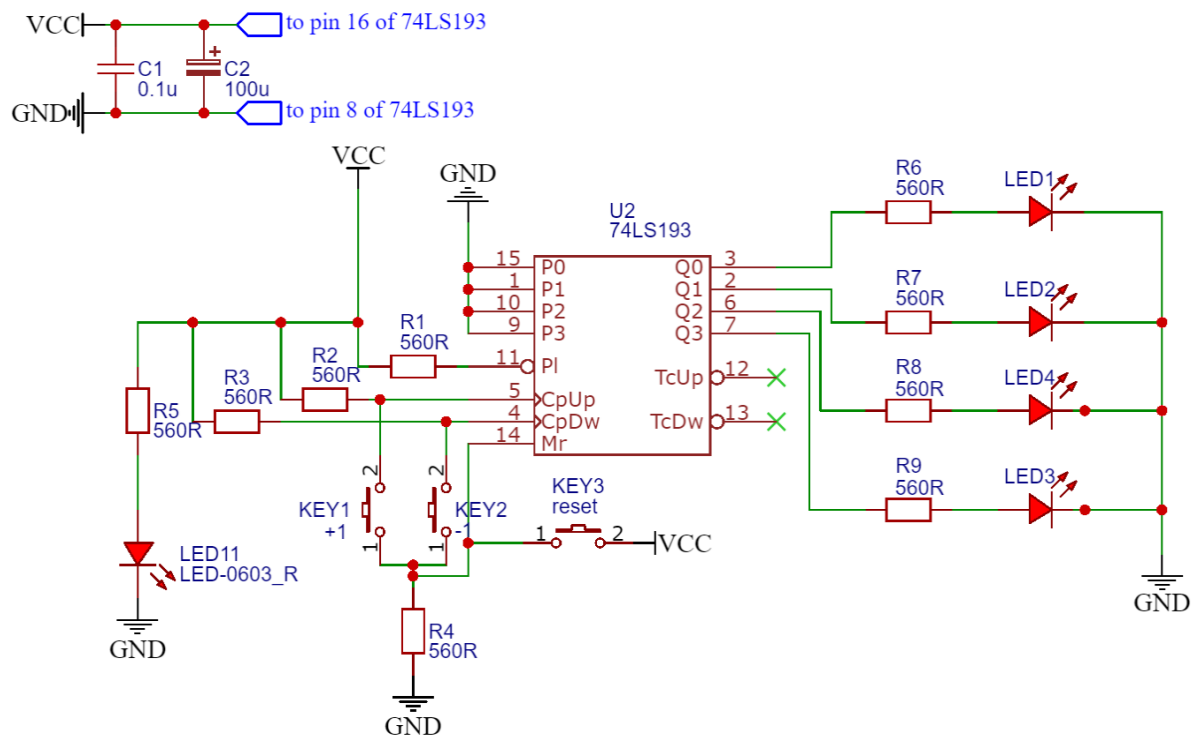 VCC
to pin 16 of 74LS193
C1
0.1u
+
C2
100u
GND
to pin 8 of 74LS193
VCC
GND
R6
560R
LED1
U2
74LS193
15 P0 Q0 3
1 P1 Q1 2
10 P2 Q2 6
9 P3 Q3 7
11 Pl TcUp 12
5 CpUp
4 CpDw TcDw 13
14 Mr
R7
560R
LED2
R1
560R
R2
560R
R3
560R
R5
560R
R8
560R
LED4
R9
560R
LED3
2
KEY1
+1
1
2
KEY2
-1
1
KEY3
reset
1
2
VCC
LED11
LED-0603_R
GND
R4
560R
GND
GND